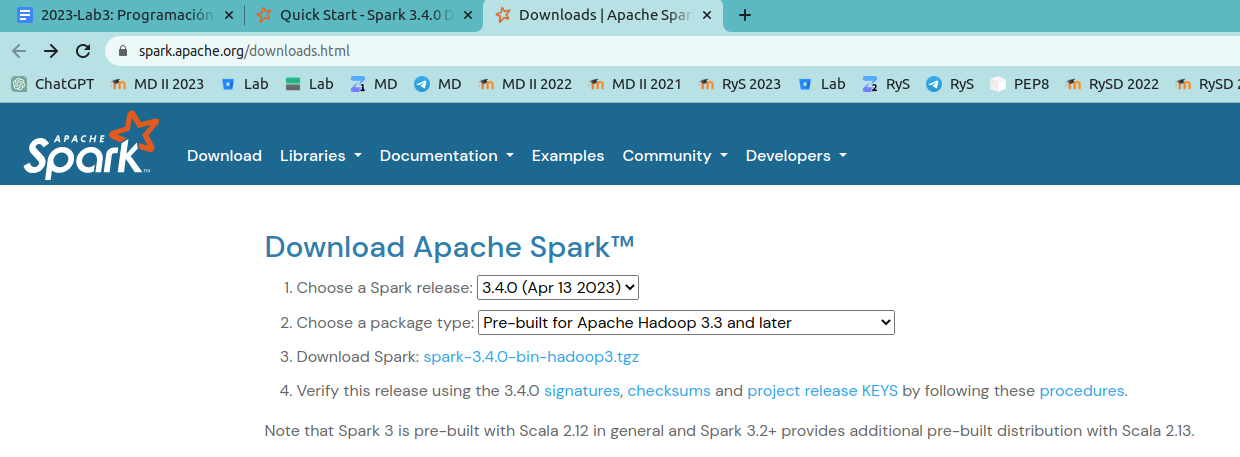 2023-Lab3: Programación
Quick Start - Spark 3.4.0 D
Downloads | Apache Spar
spark.apache.org/downloads.html
ChatGPT MD II 2023 Lab Lab MD MD MD II 2022 MD II 2021 RyS 2023 Lab RyS RyS PEP8 RySD 2022 RySD 2
APACHE
Spark™
Download Libraries Documentation Examples Community Developers
Download Apache Spark™
1. Choose a Spark release: 3.4.0 (Apr 13 2023)
2. Choose a package type: Pre-built for Apache Hadoop 3.3 and later
3. Download Spark: spark-3.4.0-bin-hadoop3.tgz
4. Verify this release using the 3.4.0 signatures, checksums and project release KEYS by following these procedures.
Note that Spark 3 is pre-built with Scala 2.12 in general and Spark 3.2+ provides additional pre-built distribution with Scala 2.13.